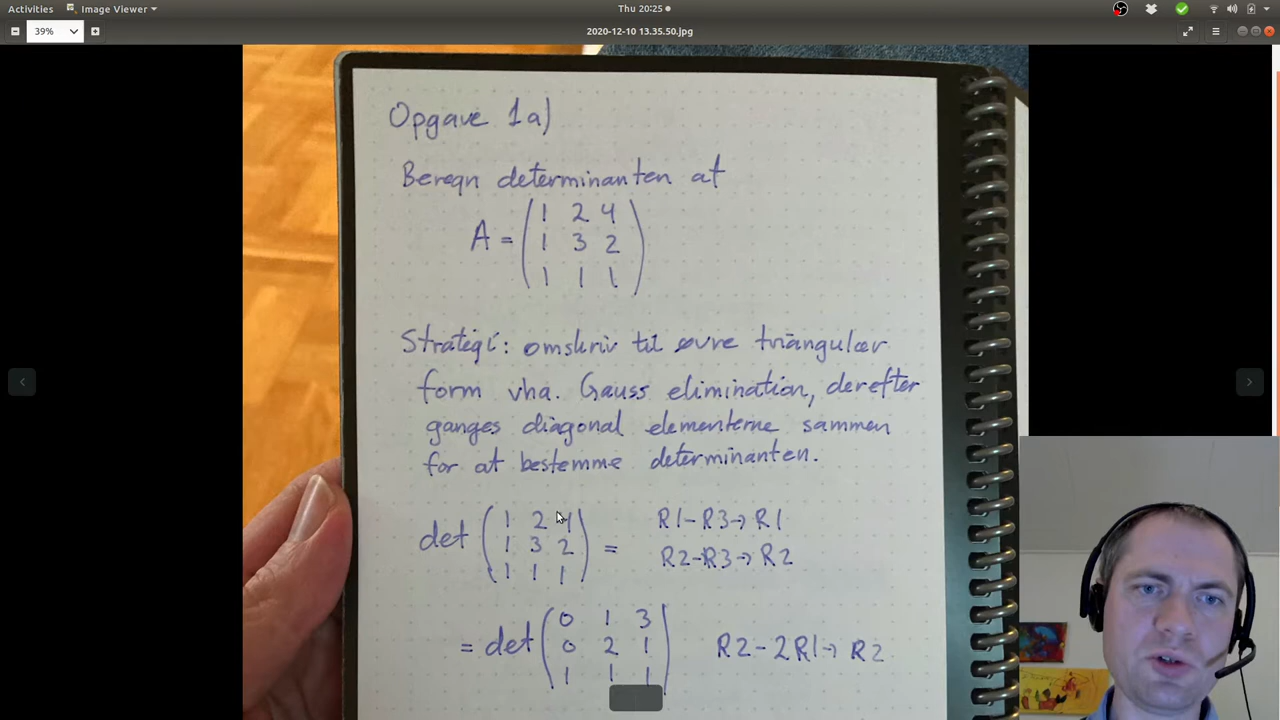 Activities Image Viewer Thu 20:25
39% 2020-12-10 13.35.50.jpg
Opgave 1a)
Beregn determinanten af
A = ( 1 2 4
1 3 2
1 1 1 )
Strategi: omskriv til øvre triangulær
form vha. Gauss elimination, derefter
ganges diagonal elementerne sammen
for at bestemme determinanten.
det ( 1 2 4 R1-R3→R1
1 3 2 = R2-R3→R2
1 1 1 )
= det ( 0 1 3
0 2 1 R2-2R1→R2
1 1 1 )